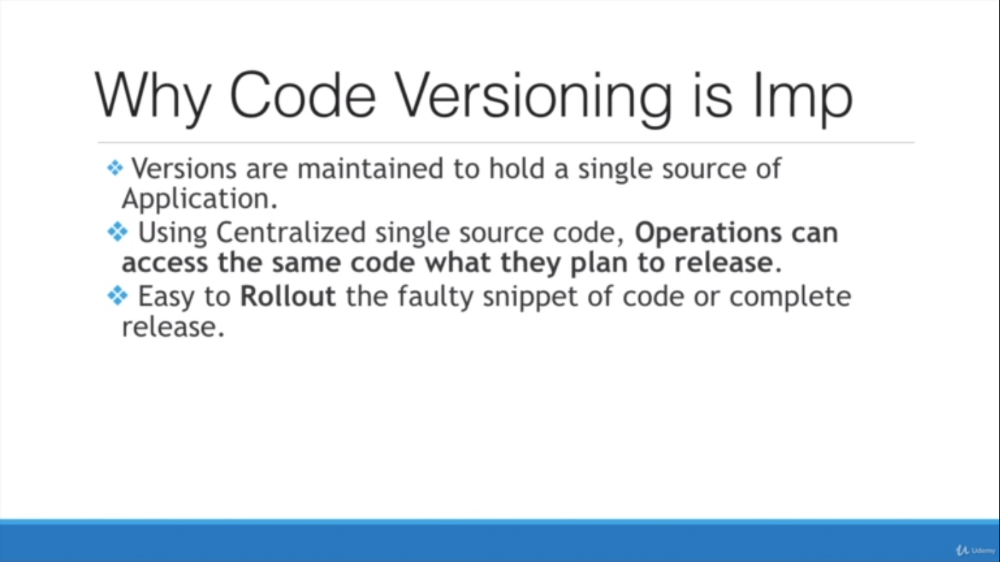 Why Code Versioning is Imp
❖ Versions are maintained to hold a single source of
Application.
❖ Using Centralized single source code, Operations can
access the same code what they plan to release.
❖ Easy to Rollout the faulty snippet of code or complete
release.
Udemy